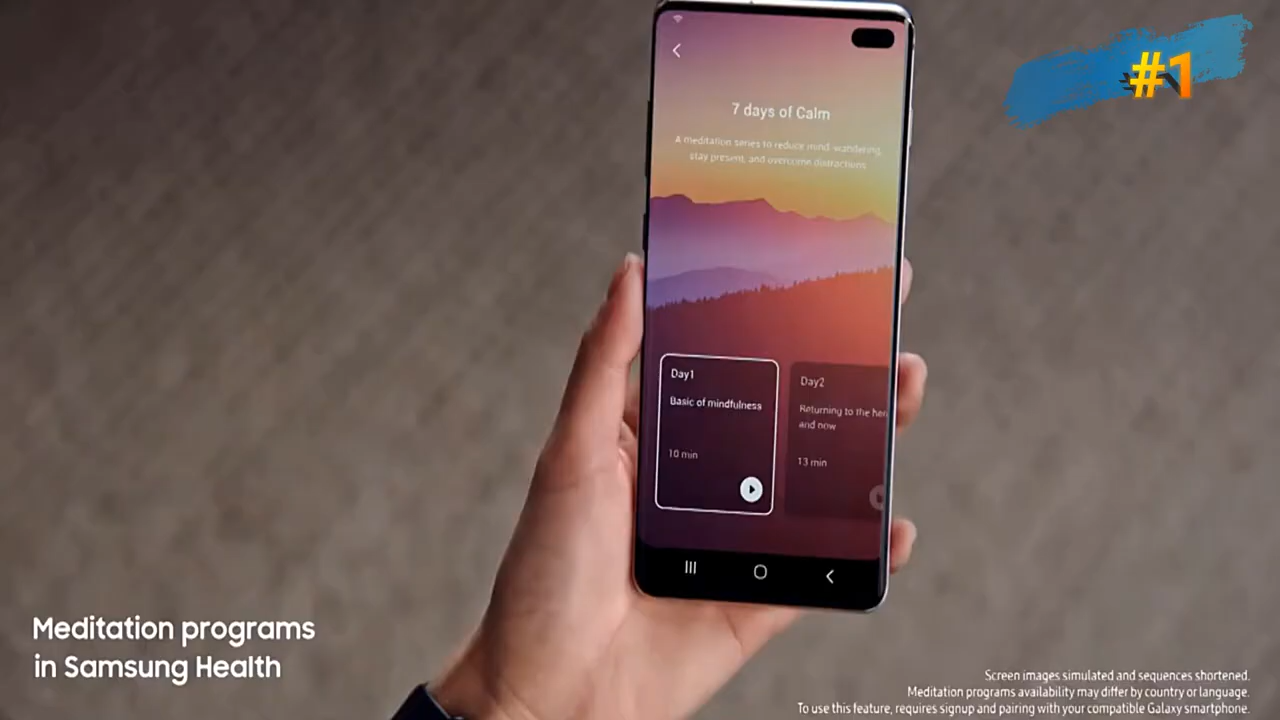 #1
7 days of Calm
A meditation series to reduce mind-wandering,
stay present, and overcome distractions
Day1
Basic of mindfulness
10 min
Day2
Returning to the her
and now
13 min
Meditation programs
in Samsung Health
Screen images simulated and sequences shortened.
Meditation programs availability may differ by country or language.
To use this feature, requires signup and pairing with your compatible Galaxy smartphone.